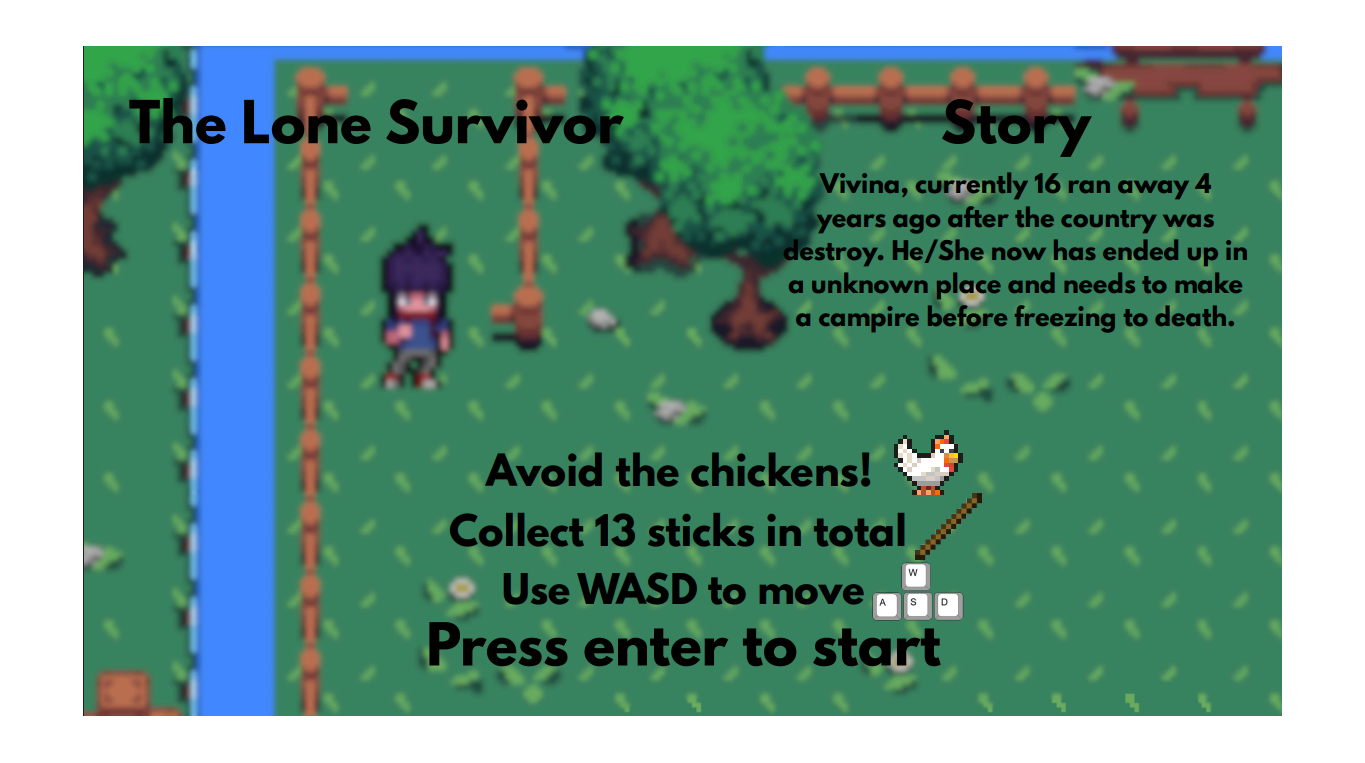 The Lone Survivor
Story
Vivina, currently 16 ran away 4
years ago after the country was
destroy. He/She now has ended up in
a unknown place and needs to make
a campire before freezing to death.
Avoid the chickens!
Collect 13 sticks in total
Use WASD to move
W
A S D
Press enter to start